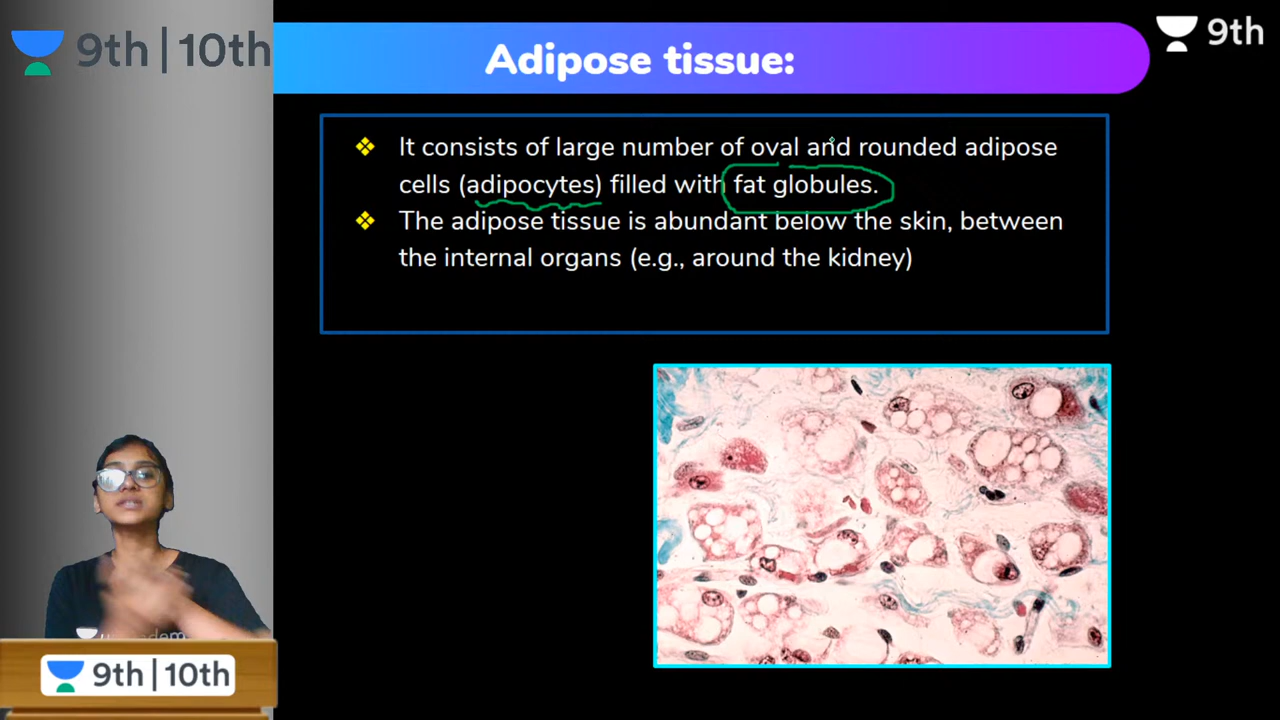 9th | 10th
Adipose tissue:
9th
It consists of large number of oval and rounded adipose
cells (adipocytes) filled with fat globules.
The adipose tissue is abundant below the skin, between
the internal organs (e.g., around the kidney)
9th | 10th